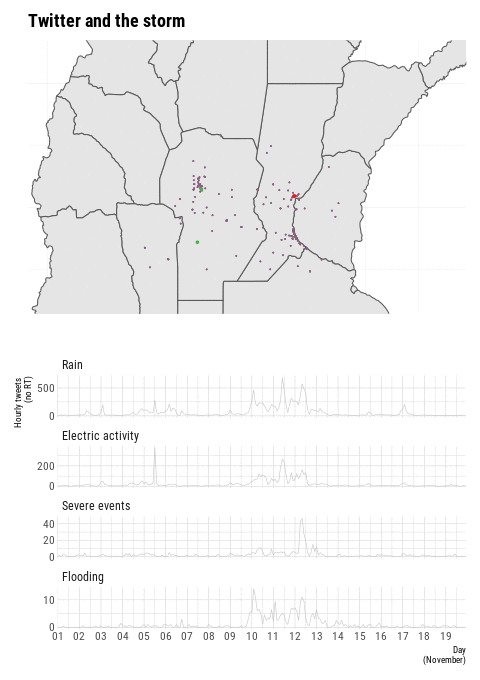 Twitter and the storm
Rain
Hourly tweets
(no RT)
500
0
Electric activity
200
0
Severe events
40
20
0
Flooding
10
0
01 02 03 04 05 06 07 08 09 10 11 12 13 14 15 16 17 18 19
Day
(November)